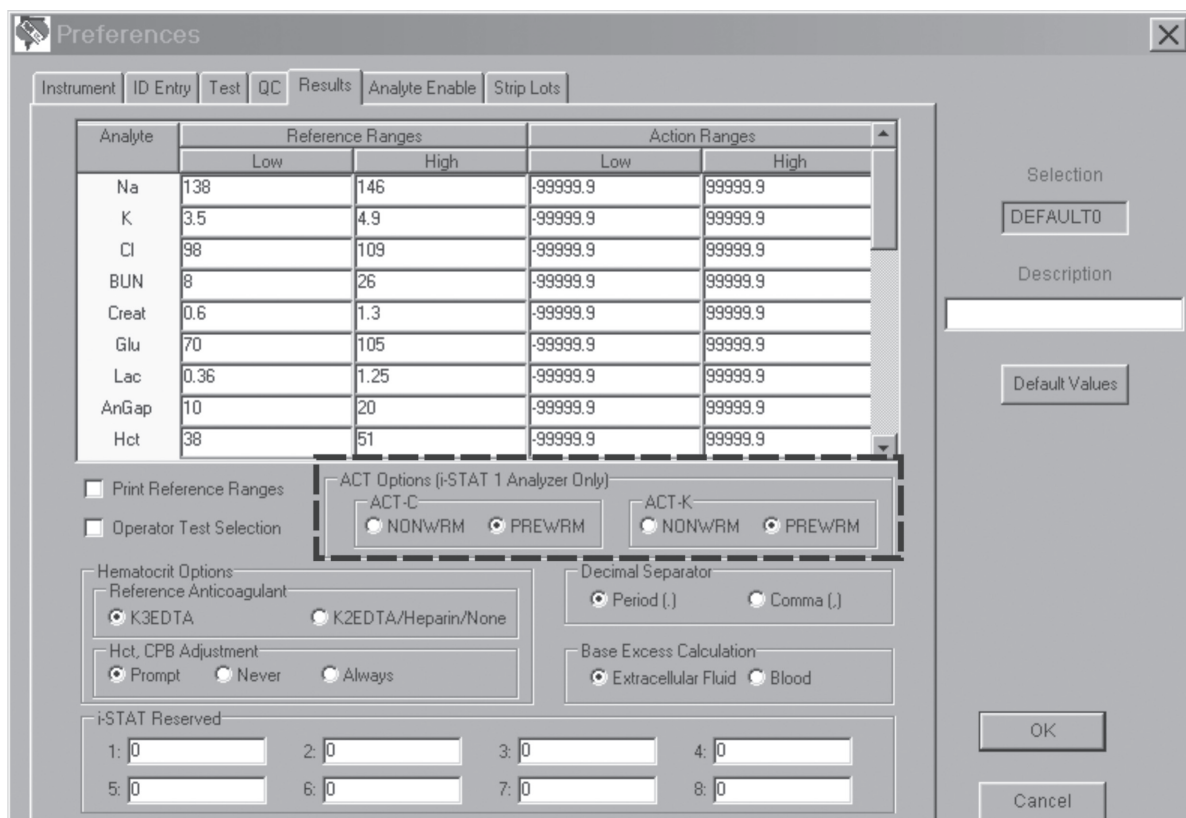 Preferences
Instrument ID Entry Test QC Results Analyte Enable Strip Lots
Analyte Reference Ranges Action Ranges
Low High Low High
Na 138 146 -99999.9 99999.9
K 3.5 4.9 -99999.9 99999.9
Cl 98 109 -99999.9 99999.9
BUN 8 26 -99999.9 99999.9
Creat 0.6 1.3 -99999.9 99999.9
Glu 70 105 -99999.9 99999.9
Lac 0.36 1.25 -99999.9 99999.9
AnGap 10 20 -99999.9 99999.9
Hct 38 51 -99999.9 99999.9
Selection
DEFAULT0
Description
Default Values
Print Reference Ranges
Operator Test Selection
ACT Options (i-STAT 1 Analyzer Only)
ACT-C ACT-K
NONWRM PREWRM NONWRM PREWRM
Hematocrit Options
Reference Anticoagulant
K3EDTA K2EDTA/Heparin/None
Hct, CPB Adjustment
Prompt Never Always
Decimal Separator
Period (.) Comma (,)
Base Excess Calculation
Extracellular Fluid Blood
i-STAT Reserved
1: 0 2: 0 3: 0 4: 0
5: 0 6: 0 7: 0 8: 0
OK
Cancel